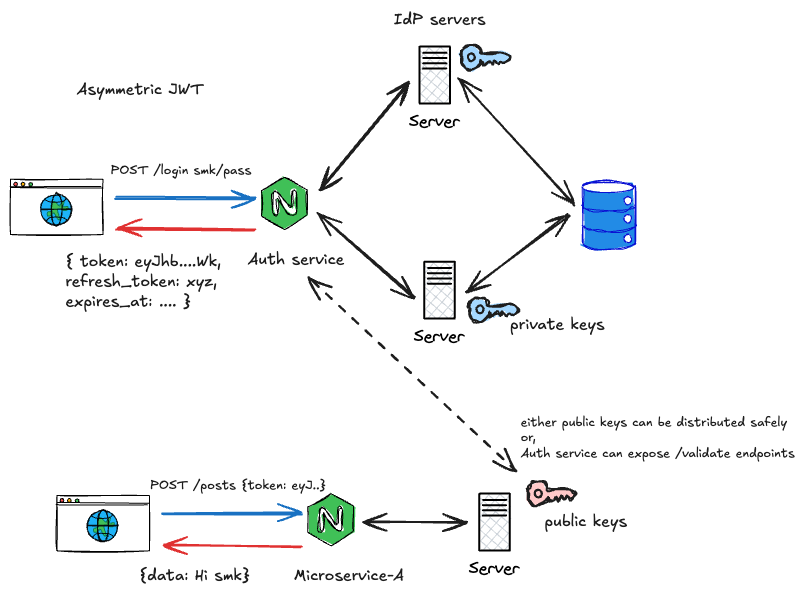 IdP servers
Asymmetric JWT
Server
POST /login smk/pass
N
Auth service
{ token: eyJhb....Wk,
refresh_token: xyz,
expires_at: .... }
Server
private keys
either public keys can be distributed safely
or,
Auth service can expose /validate endpoints
POST /posts {token: eyJ..}
N
public keys
{data: Hi smk}
Microservice-A
Server